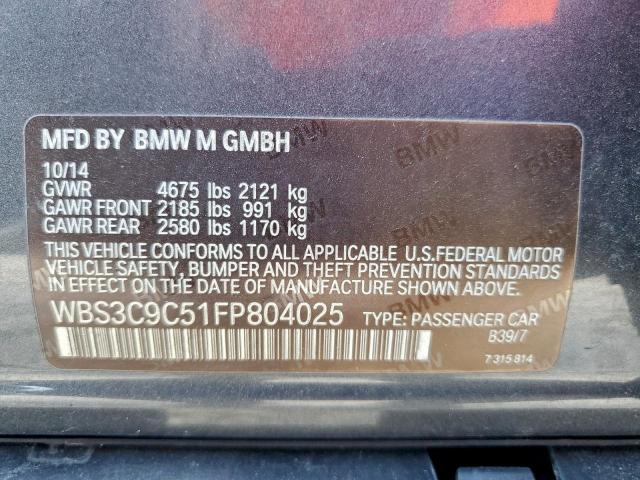 MFD BY BMW M GMBH
10/14
GVWR 4675 lbs 2121 kg
GAWR FRONT 2185 lbs 991 kg
GAWR REAR 2580 lbs 1170 kg
THIS VEHICLE CONFORMS TO ALL APPLICABLE U.S.FEDERAL MOTOR
VEHICLE SAFETY, BUMPER AND THEFT PREVENTION STANDARDS
IN EFFECT ON THE DATE OF MANUFACTURE SHOWN ABOVE.
WBS3C9C51FP804025 TYPE: PASSENGER CAR
B39/7
7 315 814